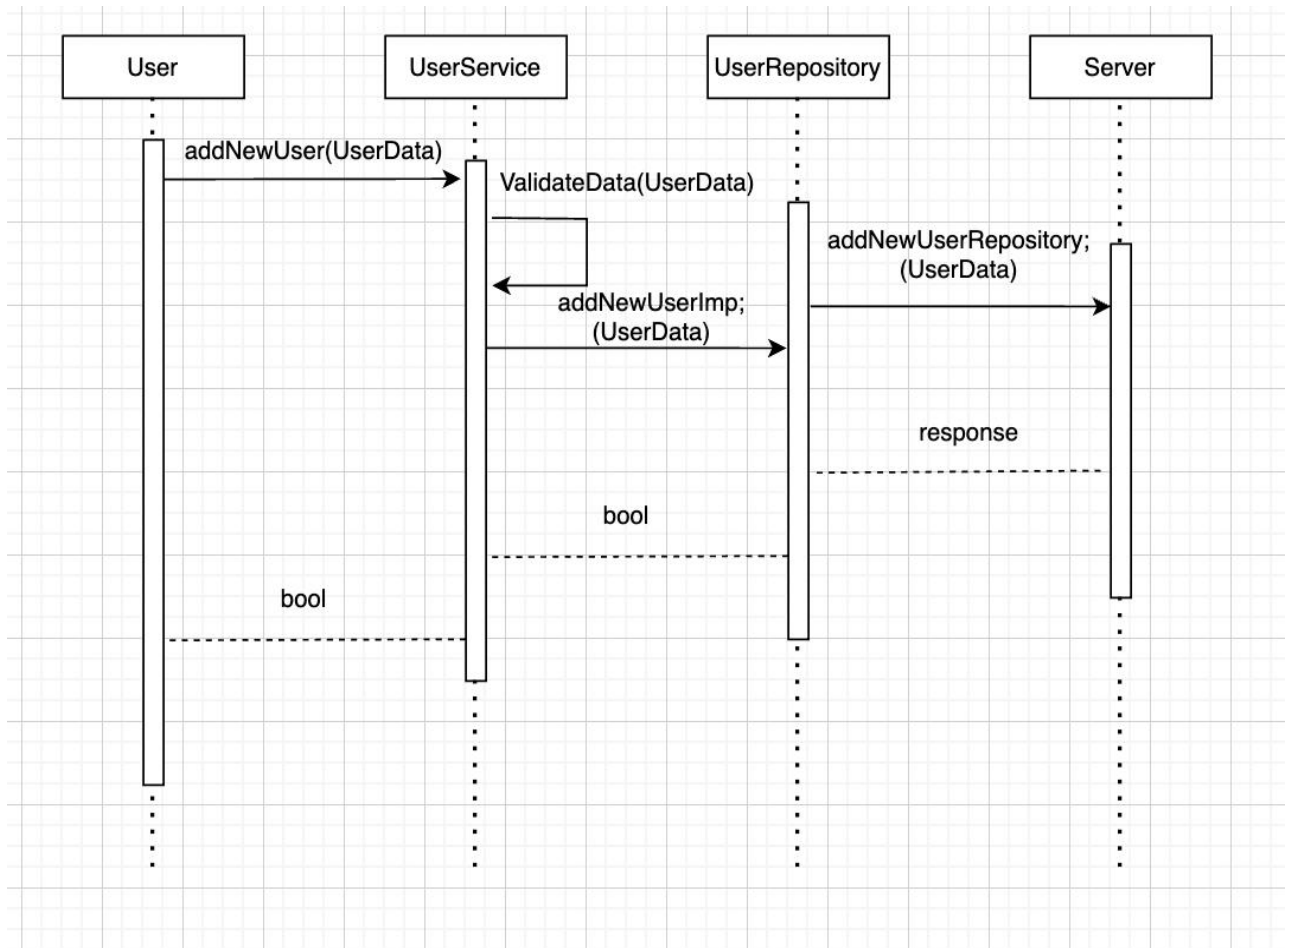 User
UserService
UserRepository
Server
addNewUser(UserData)
ValidateData(UserData)
addNewUserRepository;
(UserData)
addNewUserImp;
(UserData)
response
bool
bool